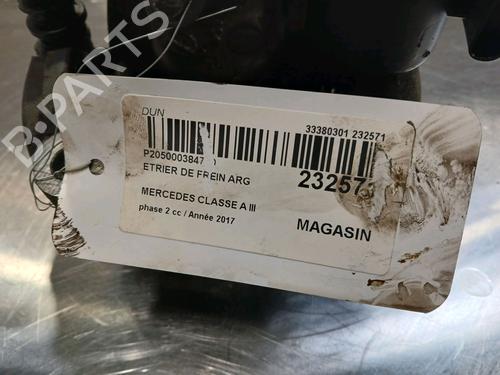 DUN
33380301 232571
P2050003847
ETRIER DE FREIN ARG
23257
MERCEDES CLASSE A III
phase 2 cc / Année 2017
MAGASIN
B-PARTS